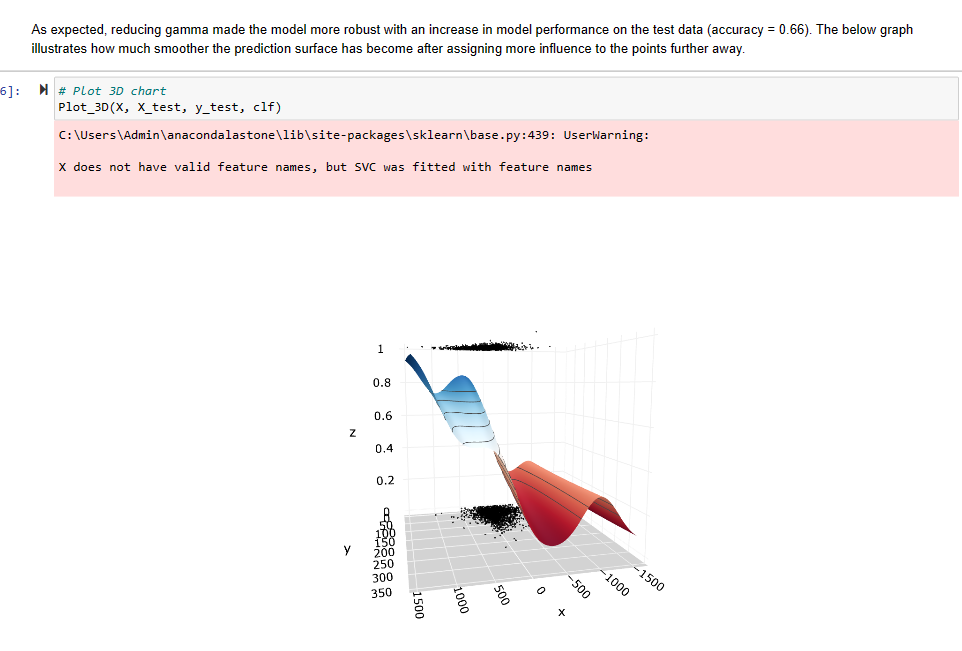 As expected, reducing gamma made the model more robust with an increase in model performance on the test data (accuracy = 0.66). The below graph
illustrates how much smoother the prediction surface has become after assigning more influence to the points further away.
6]:
# Plot 3D chart
Plot_3D(X, X_test, y_test, clf)
C:\Users\Admin\anacondalastone\lib\site-packages\sklearn\base.py:439: UserWarning:
X does not have valid feature names, but SVC was fitted with feature names
1
0.8
0.6
z
0.4
0.2
0
0
50
100
150
y
200
250
300
350
1500
1000
500
0
−500
−1000
−1500
x